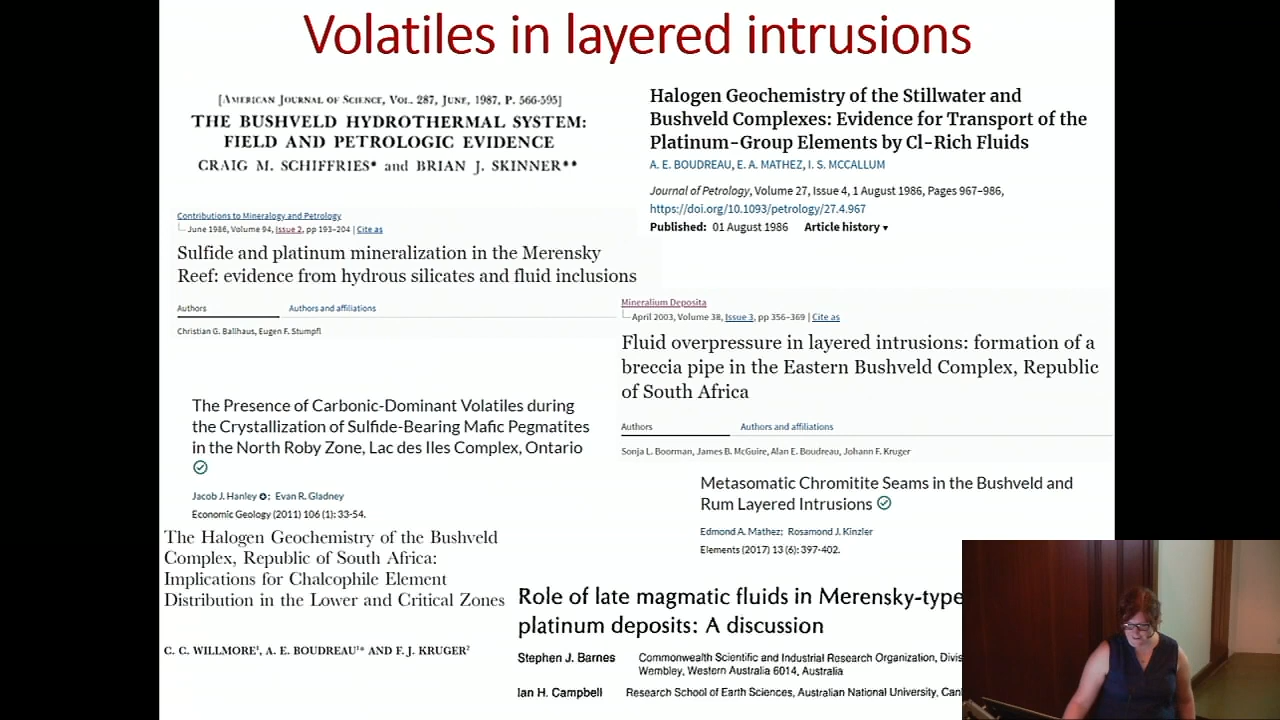 Volatiles in layered intrusions
[AMERICAN JOURNAL OF SCIENCE, VOL. 287, JUNE, 1987, P. 566-595]
THE BUSHVELD HYDROTHERMAL SYSTEM:
FIELD AND PETROLOGIC EVIDENCE
CRAIG M. SCHIFFRIES* and BRIAN J. SKINNER**
Halogen Geochemistry of the Stillwater and
Bushveld Complexes: Evidence for Transport of the
Platinum-Group Elements by Cl-Rich Fluids
A. E. BOUDREAU, E. A. MATHEZ, I. S. MCCALLUM
Journal of Petrology, Volume 27, Issue 4, 1 August 1986, Pages 967–986,
https://doi.org/10.1093/petrology/27.4.967
Published: 01 August 1986 Article history
Contributions to Mineralogy and Petrology
June 1986, Volume 94, Issue 2, pp 193–204 | Cite as
Sulfide and platinum mineralization in the Merensky
Reef: evidence from hydrous silicates and fluid inclusions
Authors Authors and affiliations
Christian G. Ballhaus, Eugen F. Stumpfl
Mineralium Deposita
April 2003, Volume 38, Issue 3, pp 356–369 | Cite as
Fluid overpressure in layered intrusions: formation of a
breccia pipe in the Eastern Bushveld Complex, Republic
of South Africa
Authors Authors and affiliations
Sonja L. Boorman, James B. McGuire, Alan E. Boudreau, Johann F. Kruger
The Presence of Carbonic-Dominant Volatiles during
the Crystallization of Sulfide-Bearing Mafic Pegmatites
in the North Roby Zone, Lac des Iles Complex, Ontario
Jacob J. Hanley; Evan R. Gladney
Economic Geology (2011) 106 (1): 33-54.
Metasomatic Chromitite Seams in the Bushveld and
Rum Layered Intrusions
Edmond A. Mathez; Rosamond J. Kinzler
Elements (2017) 13 (6): 397-402.
The Halogen Geochemistry of the Bushveld
Complex, Republic of South Africa:
Implications for Chalcophile Element
Distribution in the Lower and Critical Zones
C. C. WILLMORE¹, A. E. BOUDREAU¹* AND F. J. KRUGER²
Role of late magmatic fluids in Merensky-type
platinum deposits: A discussion
Stephen J. Barnes Commonwealth Scientific and Industrial Research Organization,
Wembley, Western Australia 6014, Australia
Ian H. Campbell Research School of Earth Sciences, Australian National University,